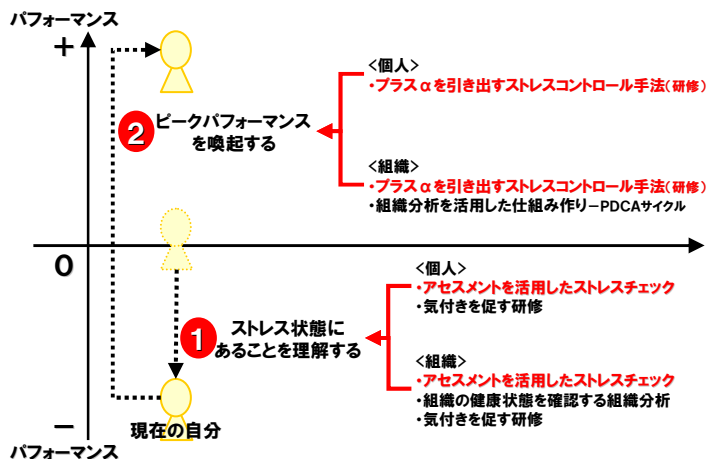 パフォーマンス
＋
<個人>
・プラスαを引き出すストレスコントロール手法(研修)
2
ピークパフォーマンス
を喚起する
<組織>
・プラスαを引き出すストレスコントロール手法(研修)
・組織分析を活用した仕組み作り−PDCAサイクル
0
<個人>
・アセスメントを活用したストレスチェック
・気付きを促す研修
1
ストレス状態に
あることを理解する
<組織>
・アセスメントを活用したストレスチェック
・組織の健康状態を確認する組織分析
・気付きを促す研修
現在の自分
−
パフォーマンス